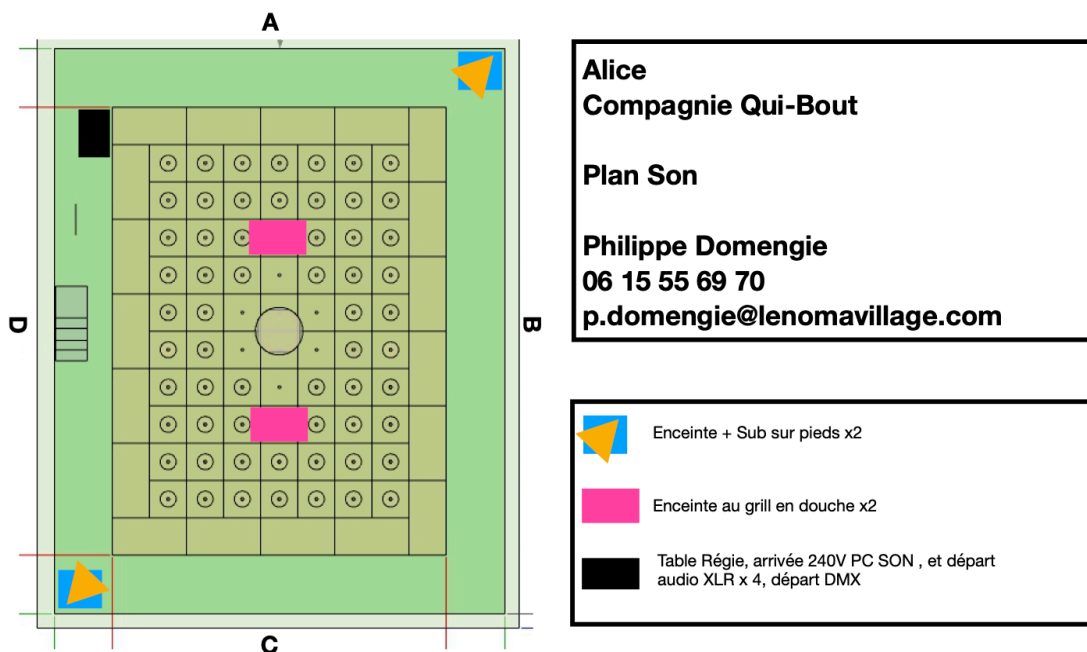 A
D
B
C
Alice
Compagnie Qui-Bout
Plan Son
Philippe Domengie
06 15 55 69 70
p.domengie@lenomavillage.com
Enceinte + Sub sur pieds x2
Enceinte au grill en douche x2
Table Régie, arrivée 240V PC SON , et départ
audio XLR x 4, départ DMX